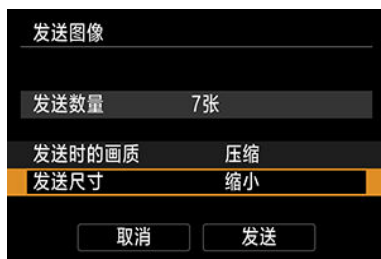 发送图像
发送数量 7张
发送时的画质 压缩
发送尺寸 缩小
取消 发送